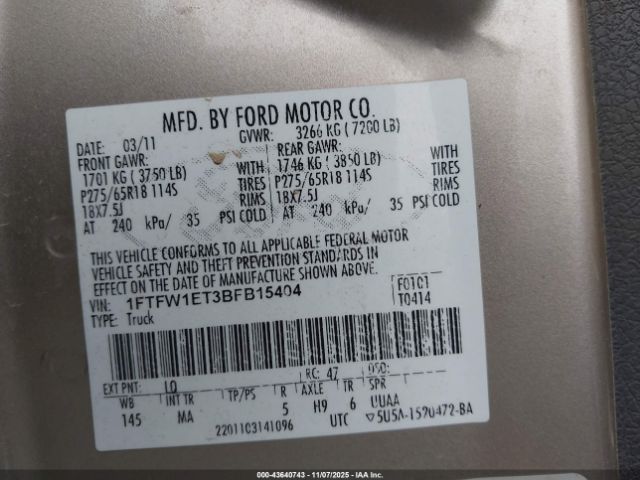 MFD. BY FORD MOTOR CO.
DATE: 03/11 GVWR: 3266 KG ( 7200 LB)
FRONT GAWR: REAR GAWR:
1701 KG ( 3750 LB) WITH 1746 KG ( 3850 LB) WITH
P275/65R18 114S TIRES P275/65R18 114S TIRES
18X7.5J RIMS 18X7.5J RIMS
AT 240 kPa/ 35 PSI COLD AT 240 kPa/ 35 PSI COLD
THIS VEHICLE CONFORMS TO ALL APPLICABLE FEDERAL MOTOR
VEHICLE SAFETY AND THEFT PREVENTION STANDARDS IN
EFFECT ON THE DATE OF MANUFACTURE SHOWN ABOVE.
VIN: 1FTFW1ET3BFB15404 F0101
TYPE: Truck T0414
EXT PNT: LQ RC: 47 DSO:
WB INT TR TP/PS R AXLE TR SPR
145 MA 5 H9 6 UUAA
2201103141096 UTC ▽5U5A-1520472-BA
000-43640743 - 11/07/2025 - IAA Inc.